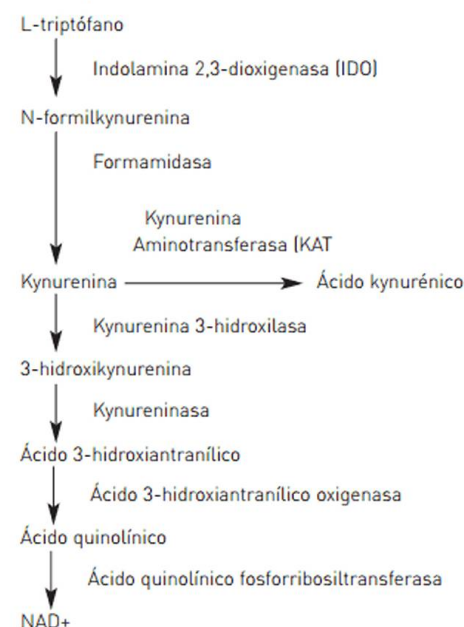 L-triptófano
Indolamina 2,3-dioxigenasa (IDO)
N-formilkynurenina
Formamidasa
Kynurenina
Aminotransferasa (KAT
Kynurenina
Ácido kynurénico
Kynurenina 3-hidroxilasa
3-hidroxikynurenina
Kynureninasa
Ácido 3-hidroxiantranílico
Ácido 3-hidroxiantranílico oxigenasa
Ácido quinolínico
Ácido quinolínico fosforribosiltransferasa
NAD+